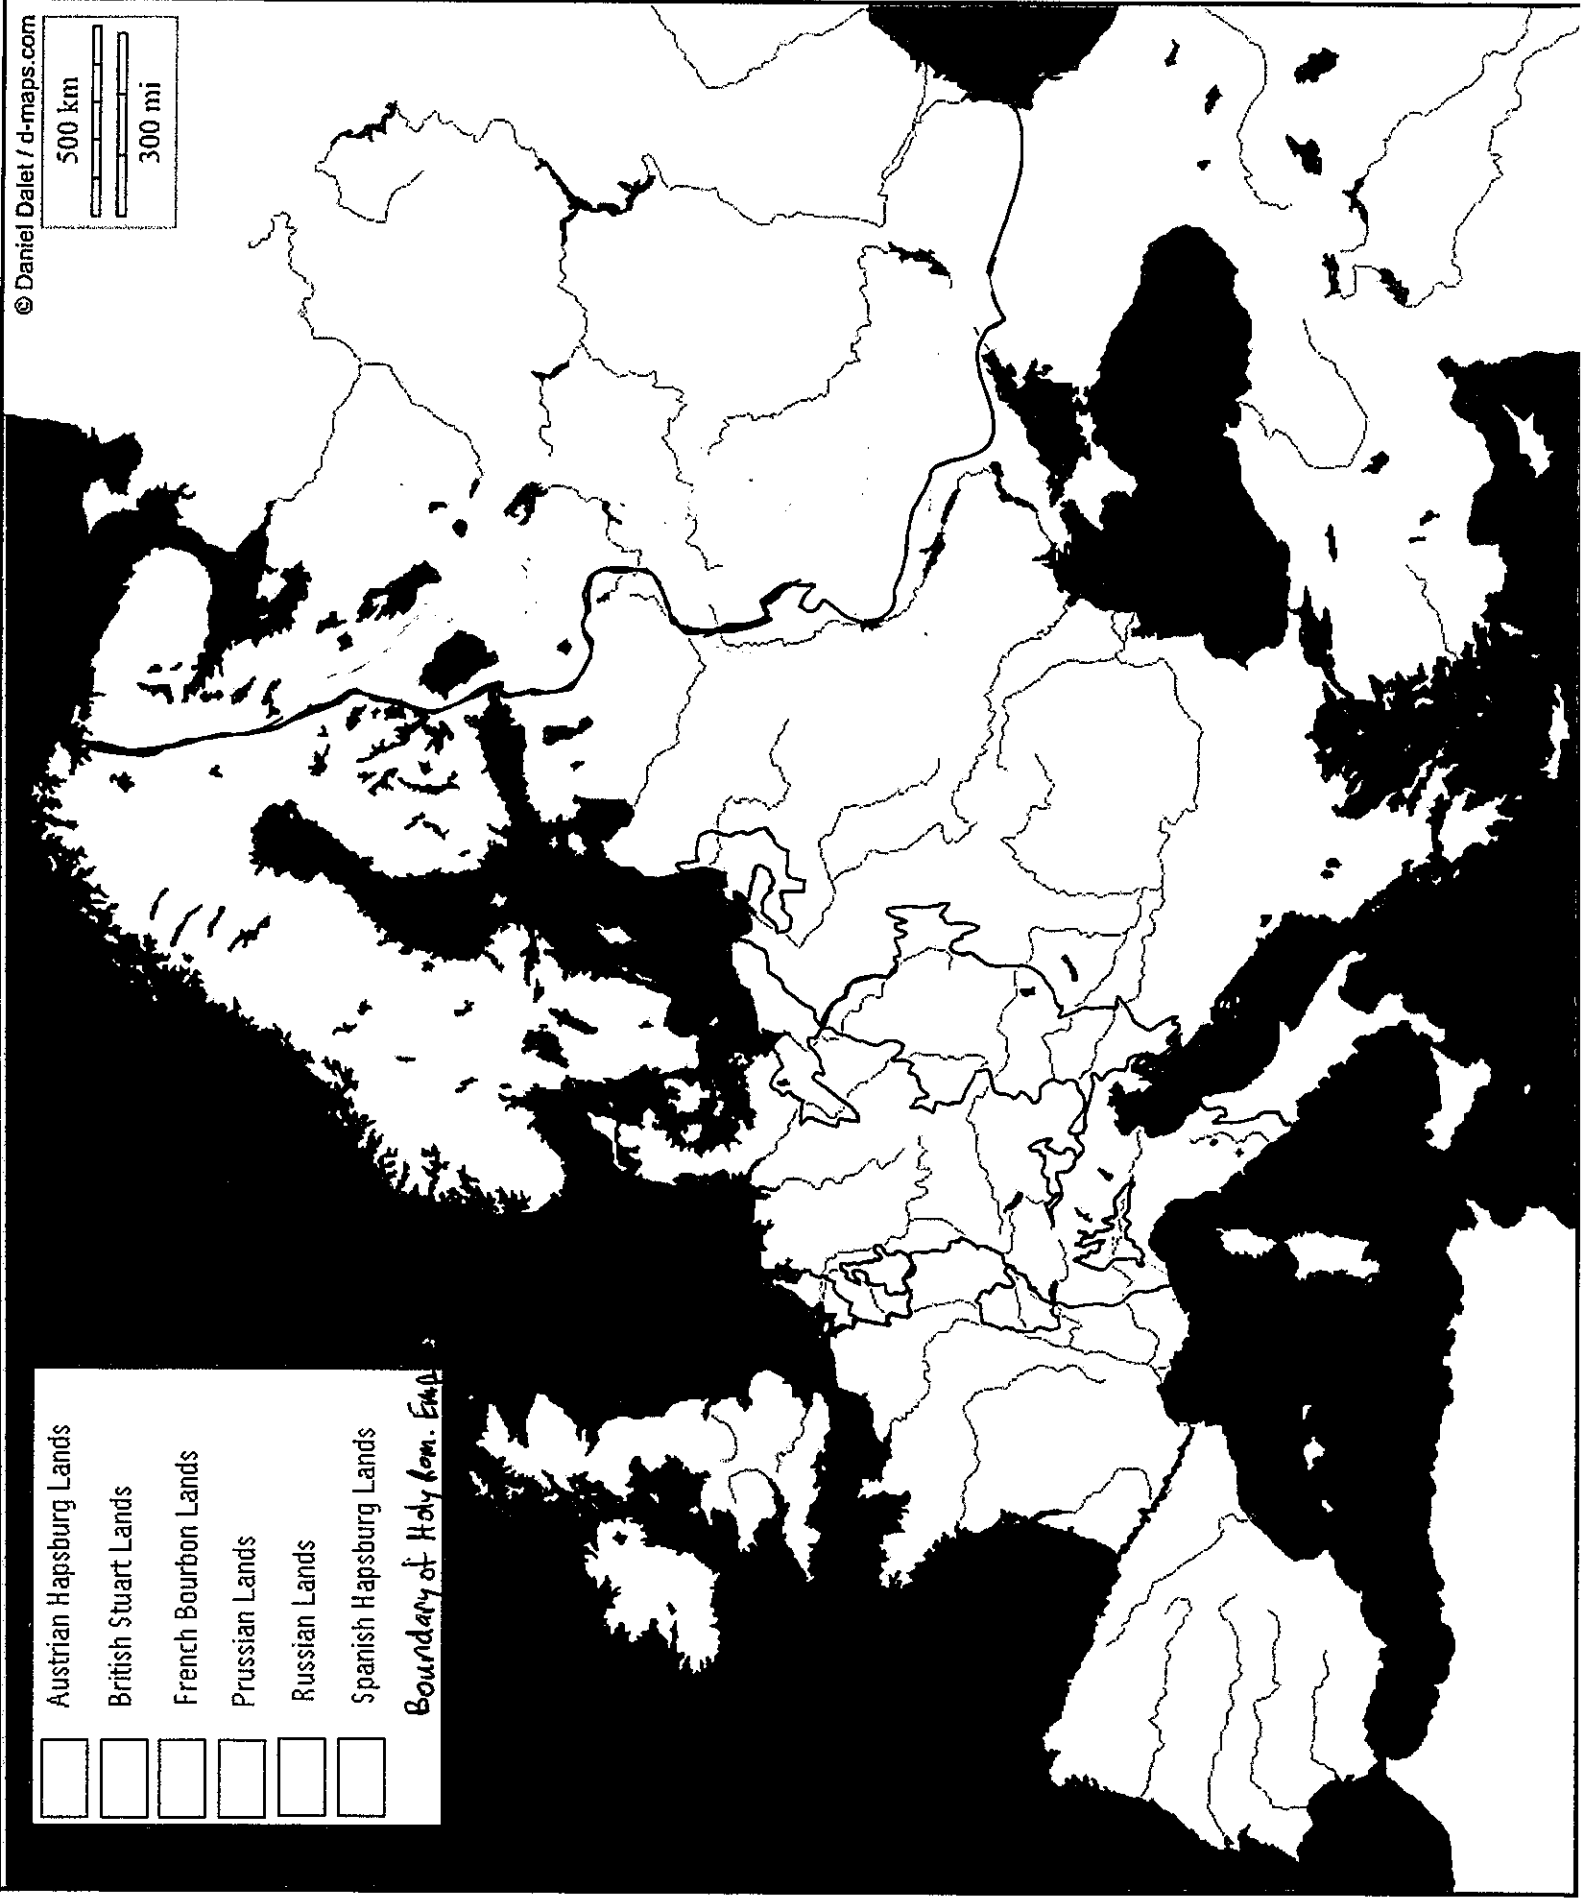 Austrian Hapsburg Lands
British Stuart Lands
French Bourbon Lands
Prussian Lands
Russian Lands
Spanish Hapsburg Lands
Boundary of Holy Rom. Emp.
© Daniel Dalet / d-maps.com
500 km
300 mi